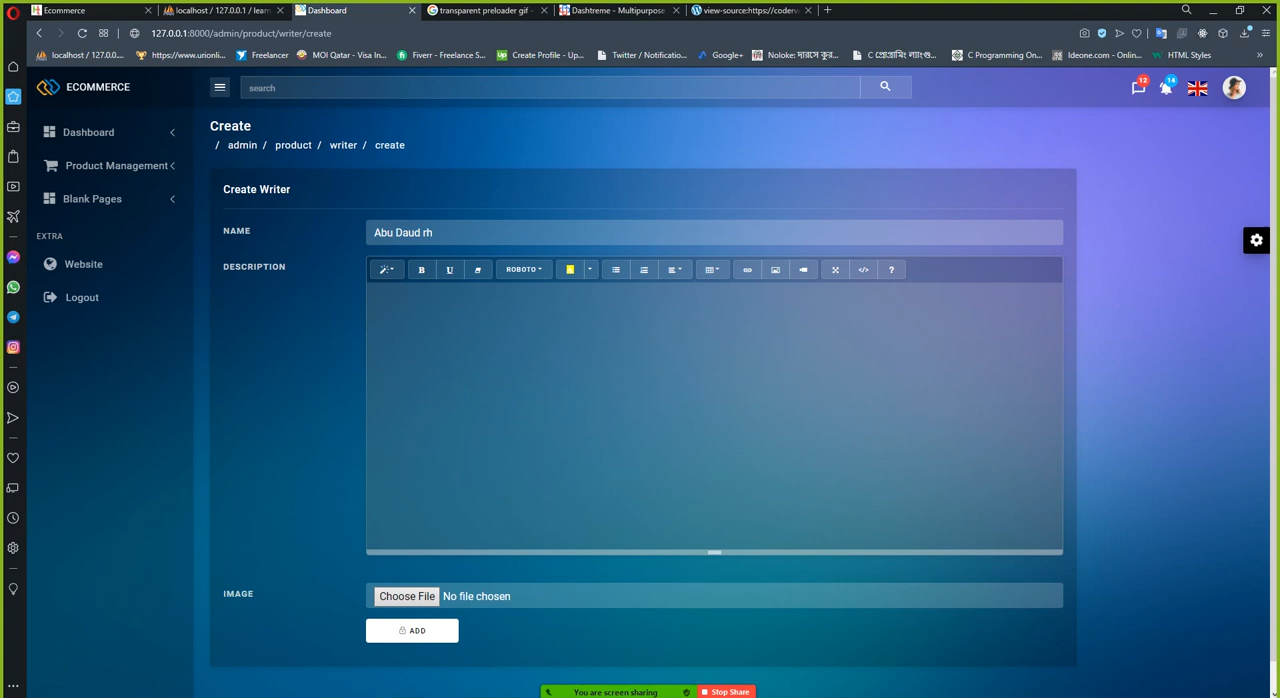 Ecommerce
localhost / 127.0.0.1 / learn
Dashboard
transparent preloader gif -
Dashtreme - Multipurpose
view-source:https://coderv
127.0.0.1:8000/admin/product/writer/create
localhost / 127.0.0....
https://www.urionli...
Freelancer
MOI Qatar - Visa In...
Fiverr - Freelance S...
Create Profile - Up...
Twitter / Notificatio...
Google+
Noloke: দারসে কুর...
C প্রোগ্রামিং ল্যাংগু...
C Programming On...
Ideone.com - Online...
HTML Styles
ECOMMERCE
search
12
14
Dashboard
Product Management
Blank Pages
EXTRA
Website
Logout
Create
/ admin / product / writer / create
Create Writer
NAME
Abu Daud rh
DESCRIPTION
B U ROBOTO A </> ?
IMAGE
Choose File No file chosen
ADD
You are screen sharing
Stop Share